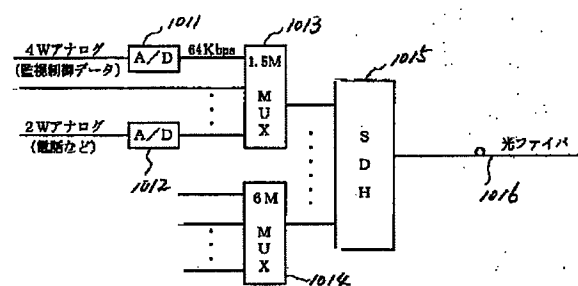 1011
1013
4Wアナログ
A/D
64Kbps
(監視制御データ)
1.5M
MUX
1015
2Wアナログ
A/D
(電話など)
1012
SDH
光ファイバ
1016
6M
MUX
1014